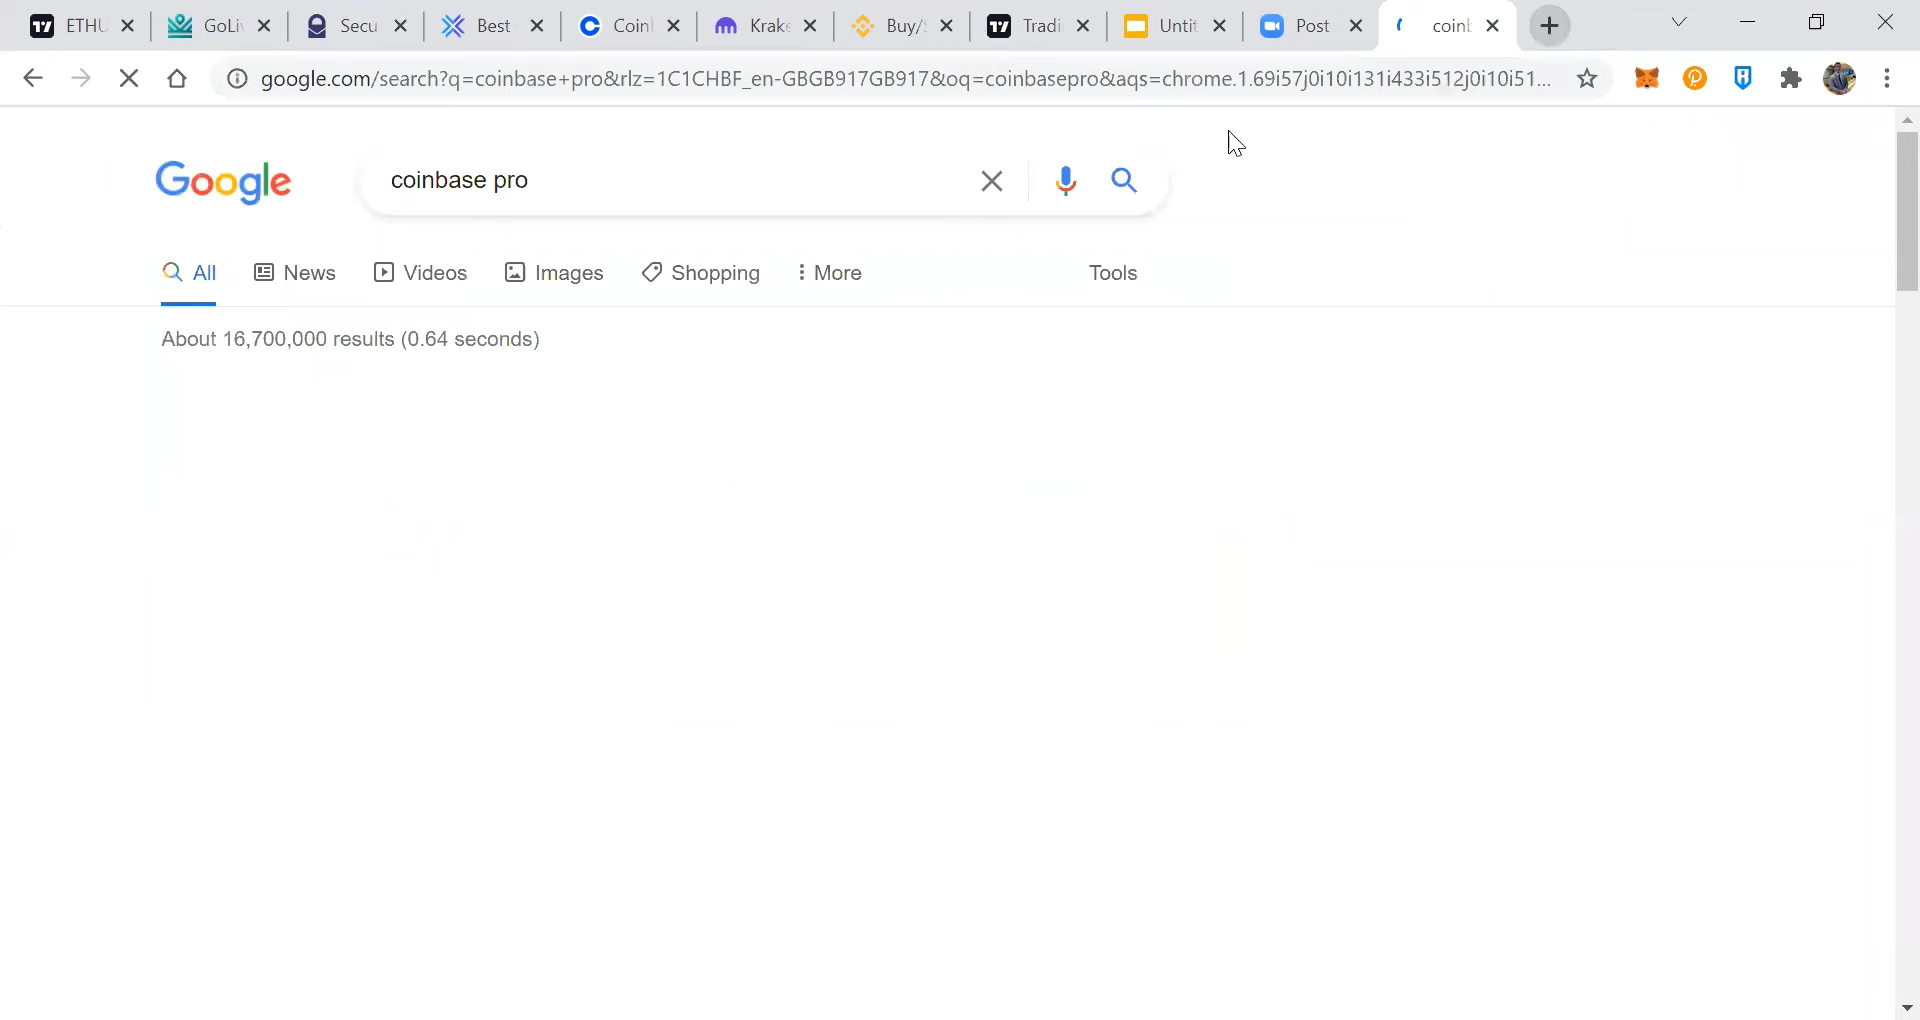 ETHU
GoLiv
Secu
Best
Coinl
Krake
Buy/S
Tradi
Untit
Post
coinb
google.com/search?q=coinbase+pro&rlz=1C1CHBF_en-GBGB917GB917&oq=coinbasepro&aqs=chrome.1.69i57j0i10i131i433i512j0i10i51...
Google
coinbase pro
All News Videos Images Shopping More Tools
About 16,700,000 results (0.64 seconds)